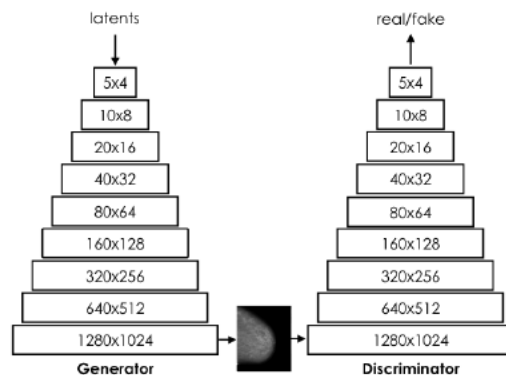 latents
5x4
10x8
20x16
40x32
80x64
160x128
320x256
640x512
1280x1024
Generator
real/fake
5x4
10x8
20x16
40x32
80x64
160x128
320x256
640x512
1280x1024
Discriminator